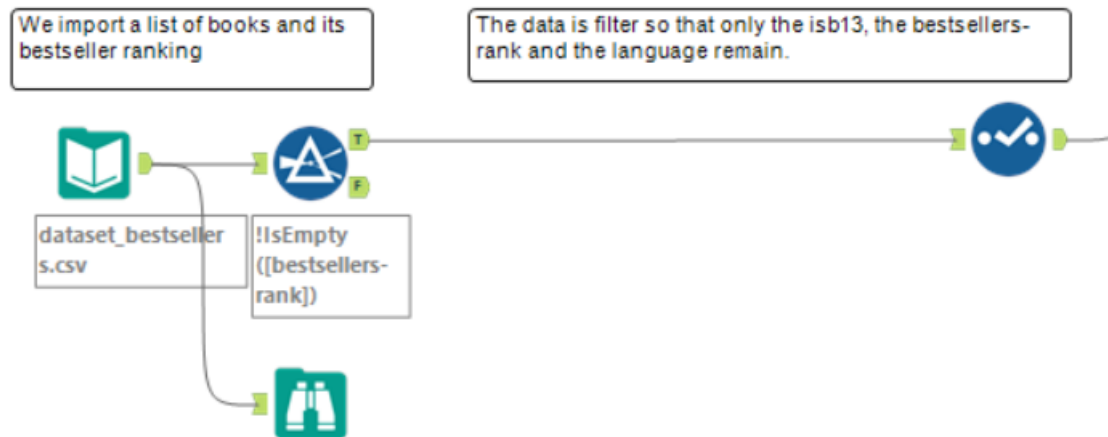 We import a list of books and its
bestseller ranking
The data is filter so that only the isb13, the bestsellers-
rank and the language remain.
T
F
dataset_bestseller
s.csv
!IsEmpty
([bestsellers-
rank])